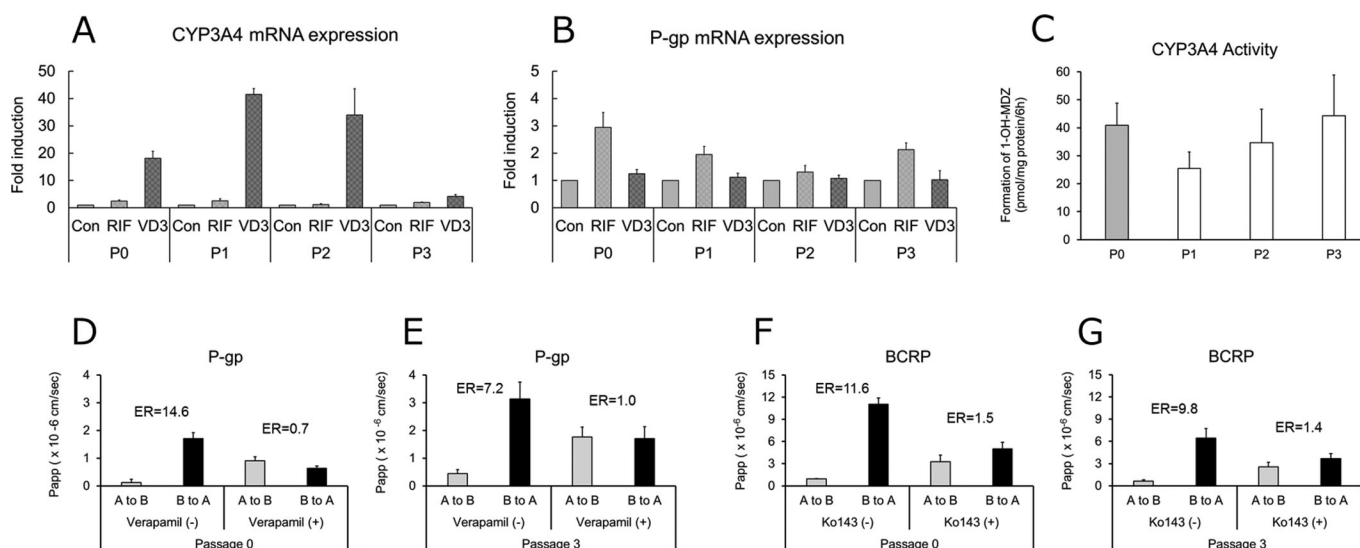 A
CYP3A4 mRNA expression
Fold induction
50
40
30
20
10
0
Con RIF VD3 Con RIF VD3 Con RIF VD3 Con RIF VD3
P0 P1 P2 P3
B
P-gp mRNA expression
Fold induction
5
4
3
2
1
0
Con RIF VD3 Con RIF VD3 Con RIF VD3 Con RIF VD3
P0 P1 P2 P3
C
CYP3A4 Activity
Formation of 1-OH-MDZ
(pmol/mg protein/6h)
60
50
40
30
20
10
0
P0 P1 P2 P3
D
P-gp
Papp ( x 10 -6 cm/sec)
4
3
2
1
0
ER=14.6
ER=0.7
A to B B to A A to B B to A
Verapamil (-) Verapamil (+)
Passage 0
E
P-gp
Papp ( x 10⁻⁶ cm/sec)
4
3
2
1
0
ER=7.2
ER=1.0
A to B B to A A to B B to A
Verapamil (-) Verapamil (+)
Passage 3
F
BCRP
Papp ( x 10⁻⁶ cm/sec)
15
12
9
6
3
0
ER=11.6
ER=1.5
A to B B to A A to B B to A
Ko143 (-) Ko143 (+)
Passage 0
G
BCRP
Papp ( x 10⁻⁶ cm/sec)
15
12
9
6
3
0
ER=9.8
ER=1.4
A to B B to A A to B B to A
Ko143 (-) Ko143 (+)
Passage 3